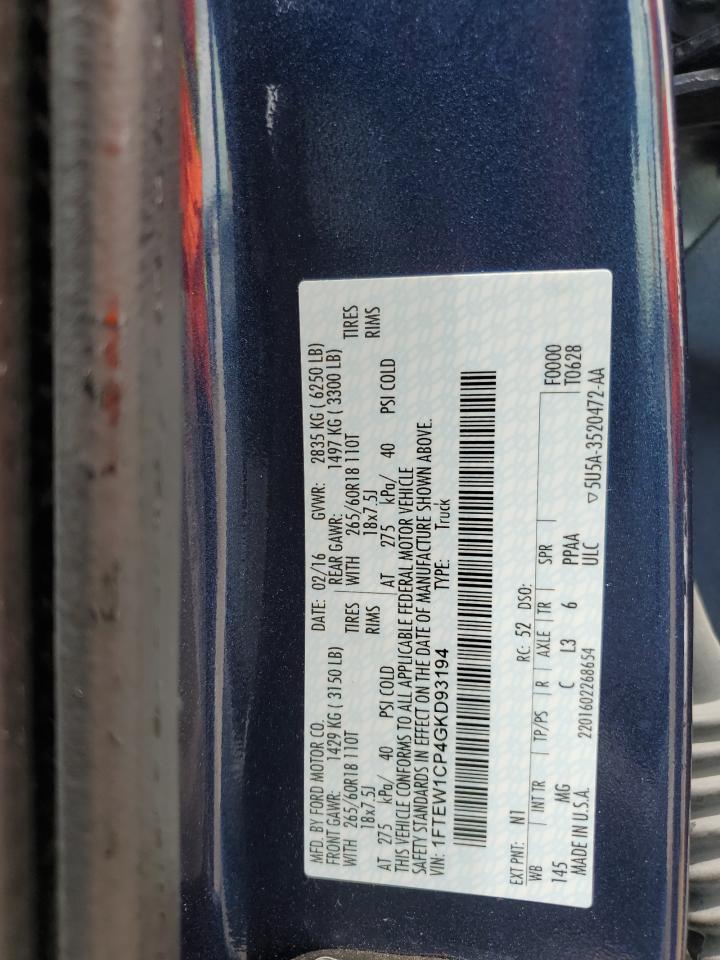 MFD. BY FORD MOTOR CO. DATE: 02/16 GVWR: 2835 KG ( 6250 LB)
FRONT GAWR: 1429 KG ( 3150 LB) REAR GAWR: 1497 KG ( 3300 LB)
WITH 265/60R18 110T TIRES WITH 265/60R18 110T TIRES
18x7.5J RIMS 18x7.5J RIMS
AT 275 kPa/ 40 PSI COLD AT 275 kPa/ 40 PSI COLD
THIS VEHICLE CONFORMS TO ALL APPLICABLE FEDERAL MOTOR VEHICLE
SAFETY STANDARDS IN EFFECT ON THE DATE OF MANUFACTURE SHOWN ABOVE.
VIN: 1FTEW1CP4GKD93194 TYPE: Truck
EXT PNT: N1 RC: 52 DSO: F0000
WB INT TR TP/PS R AXLE TR SPR T0628
145 MG C L3 6 PPAA
MADE IN U.S.A. 2201602268654 ULC ▽5U5A-3520472-AA